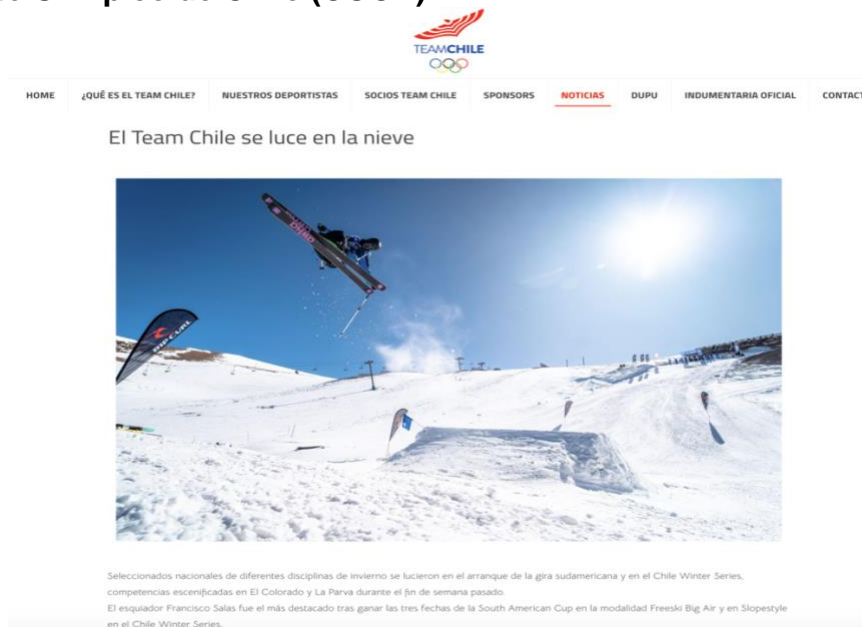 TEAMCHILE
HOME ¿QUÉ ES EL TEAM CHILE? NUESTROS DEPORTISTAS SOCIOS TEAM CHILE SPONSORS NOTICIAS DUPU INDUMENTARIA OFICIAL CONTACT
El Team Chile se luce en la nieve
RIP CURL
Seleccionados nacionales de diferentes disciplinas de invierno se lucieron en el arranque de la gira sudamericana y en el Chile Winter Series,
competencias escenificadas en El Colorado y La Parva durante el fin de semana pasado.
El esquiador Francisco Salas fue el más destacado tras ganar las tres fechas de la South American Cup en la modalidad Freeski Big Air y en Slopestyle
en el Chile Winter Series.